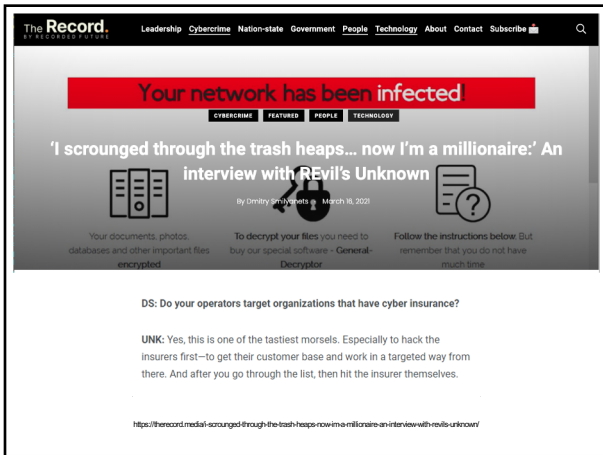 The Record.
BY RECORDED FUTURE
Leadership Cybercrime Nation-state Government People Technology About Contact Subscribe
Your network has been infected!
CYBERCRIME FEATURED PEOPLE TECHNOLOGY
‘I scrounged through the trash heaps… now I’m a millionaire:’ An
interview with REvil’s Unknown
By Dmitry Smilyanets March 16, 2021
Your documents, photos,
databases and other important files
encrypted
To decrypt your files you need to
buy our special software - General-
Decryptor
Follow the instructions below. But
remember that you do not have
much time
DS: Do your operators target organizations that have cyber insurance?
UNK: Yes, this is one of the tastiest morsels. Especially to hack the
insurers first—to get their customer base and work in a targeted way from
there. And after you go through the list, then hit the insurer themselves.
https://therecord.media/i-scrounged-through-the-trash-heaps-now-im-a-millionaire-an-interview-with-revils-unknown/